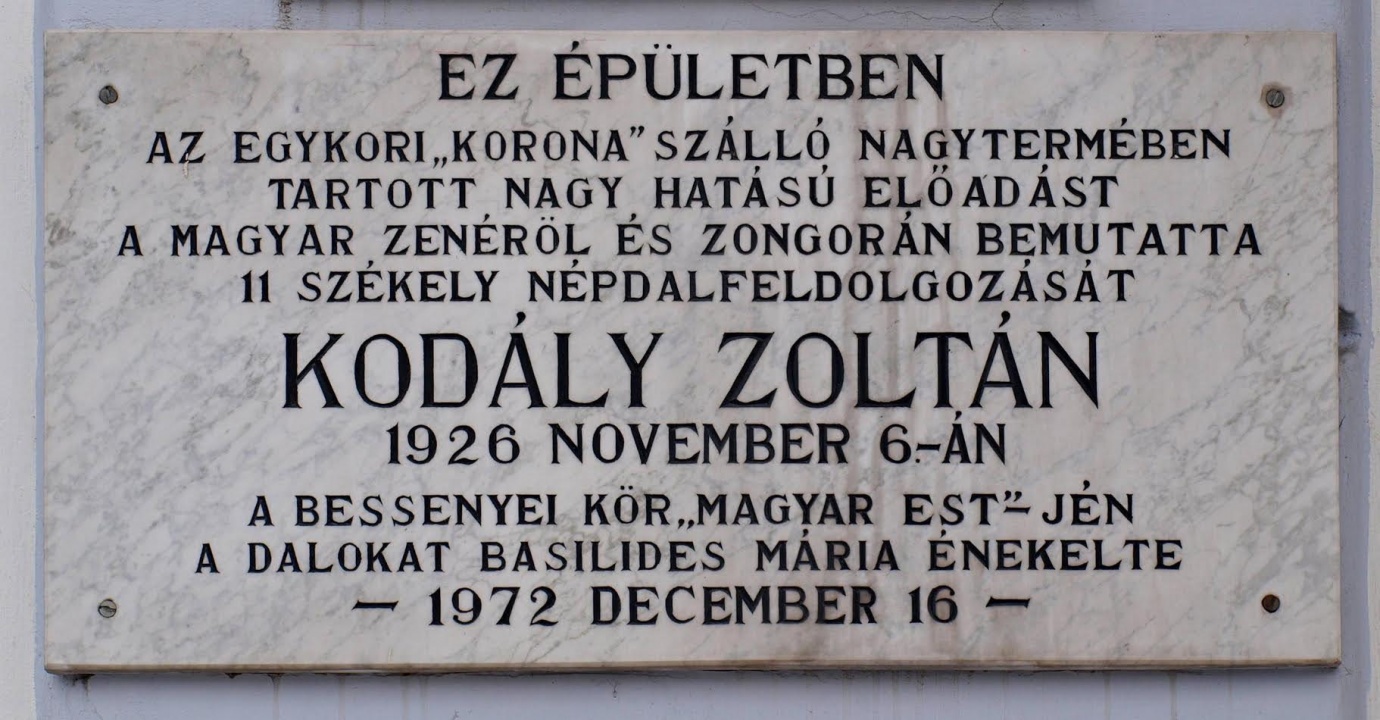 EZ ÉPÜLETBEN
AZ EGYKORI „KORONA” SZÁLLÓ NAGYTERMÉBEN
TARTOTT NAGY HATÁSÚ ELŐADÁST
A MAGYAR ZENÉRÖL ÉS ZONGORÁN BEMUTATTA
11 SZÉKELY NÉPDALFELDOLGOZÁSÁT
KODÁLY ZOLTÁN
1926 NOVEMBER 6.-ÁN
A BESSENYEI KÖR „MAGYAR EST”-JÉN
A DALOKAT BASILIDES MÁRIA ÉNEKELTE
— 1972 DECEMBER 16 —